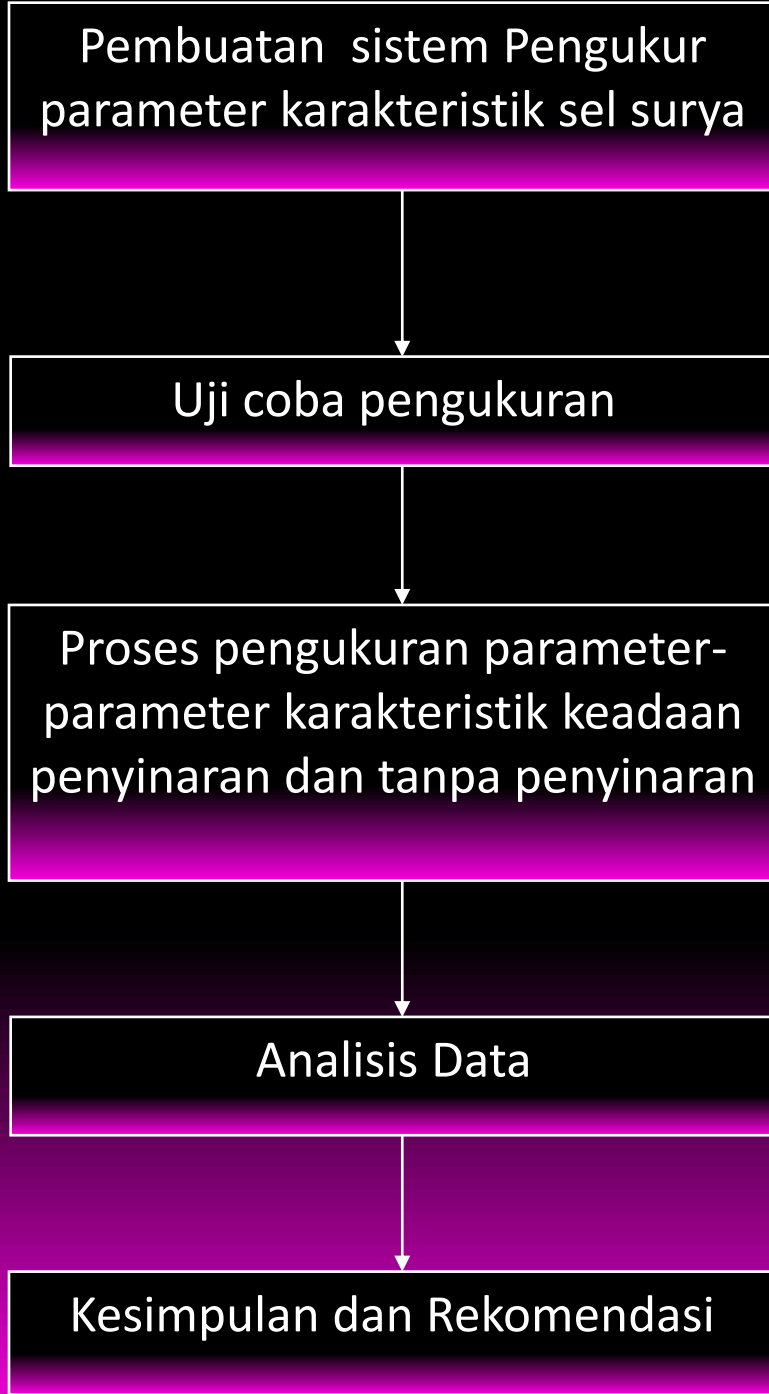 Pembuatan sistem Pengukur
parameter karakteristik sel surya
Uji coba pengukuran
Proses pengukuran parameter-
parameter karakteristik keadaan
penyinaran dan tanpa penyinaran
Analisis Data
Kesimpulan dan Rekomendasi